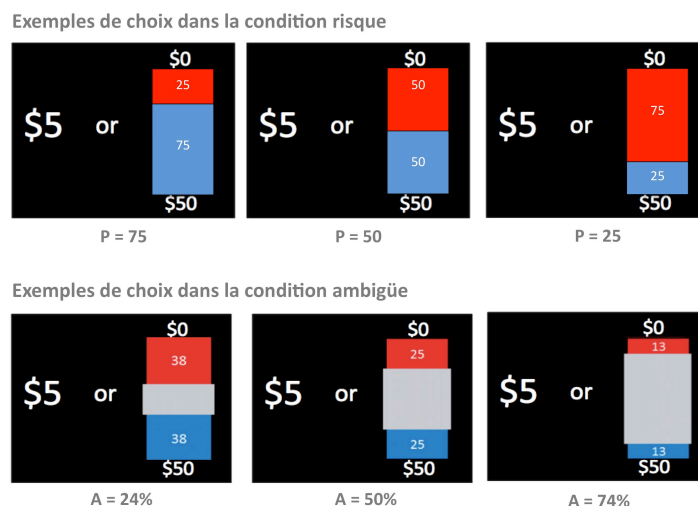 Exemples de choix dans la condition risque
$0
25
$5 or
75
$50
P = 75
$0
50
$5 or
50
$50
P = 50
$0
75
$5 or
25
$50
P = 25
Exemples de choix dans la condition ambigüe
$0
38
$5 or
38
$50
A = 24%
$0
25
$5 or
25
$50
A = 50%
$0
13
$5 or
13
$50
A = 74%